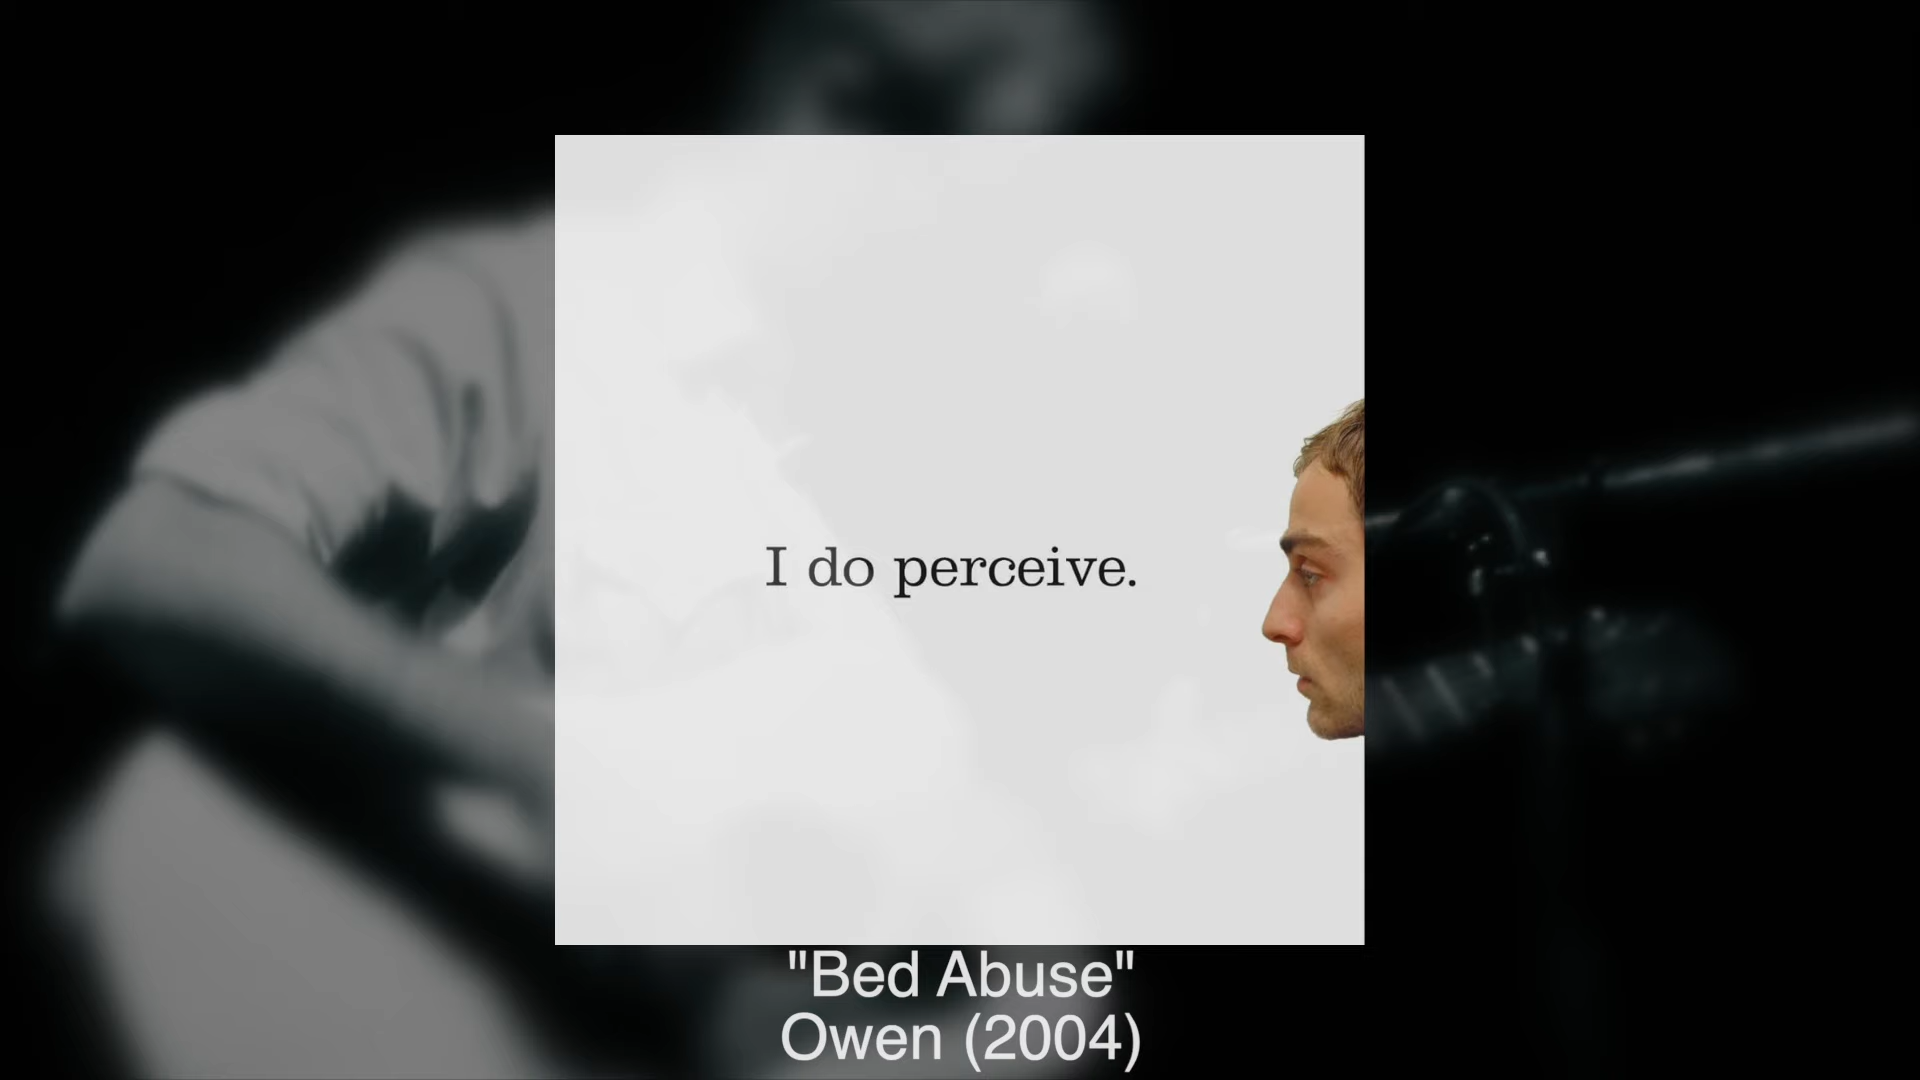 I do perceive.
"Bed Abuse"
Owen (2004)